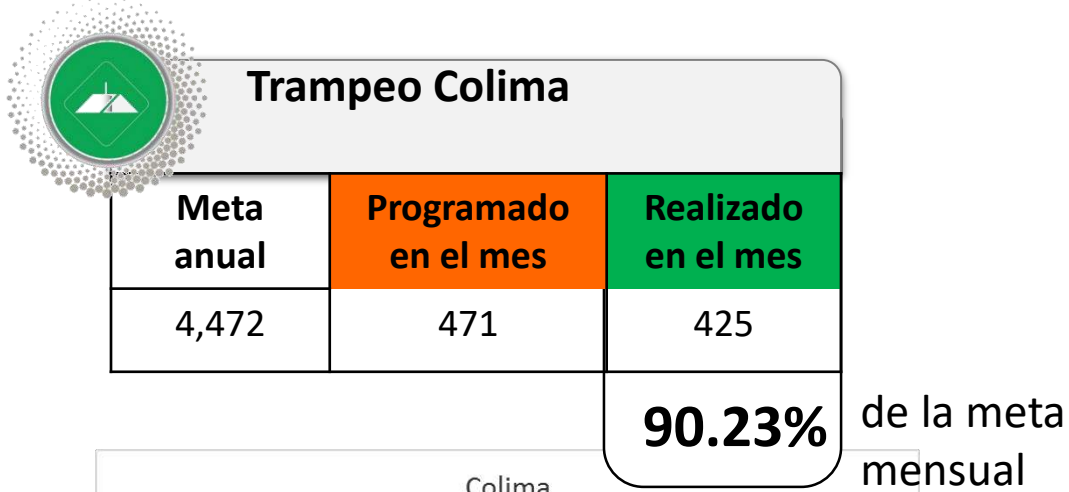 Trampeo Colima
Meta anual
Programado en el mes
Realizado en el mes
4,472
471
425
90.23%
de la meta
mensual
Colima